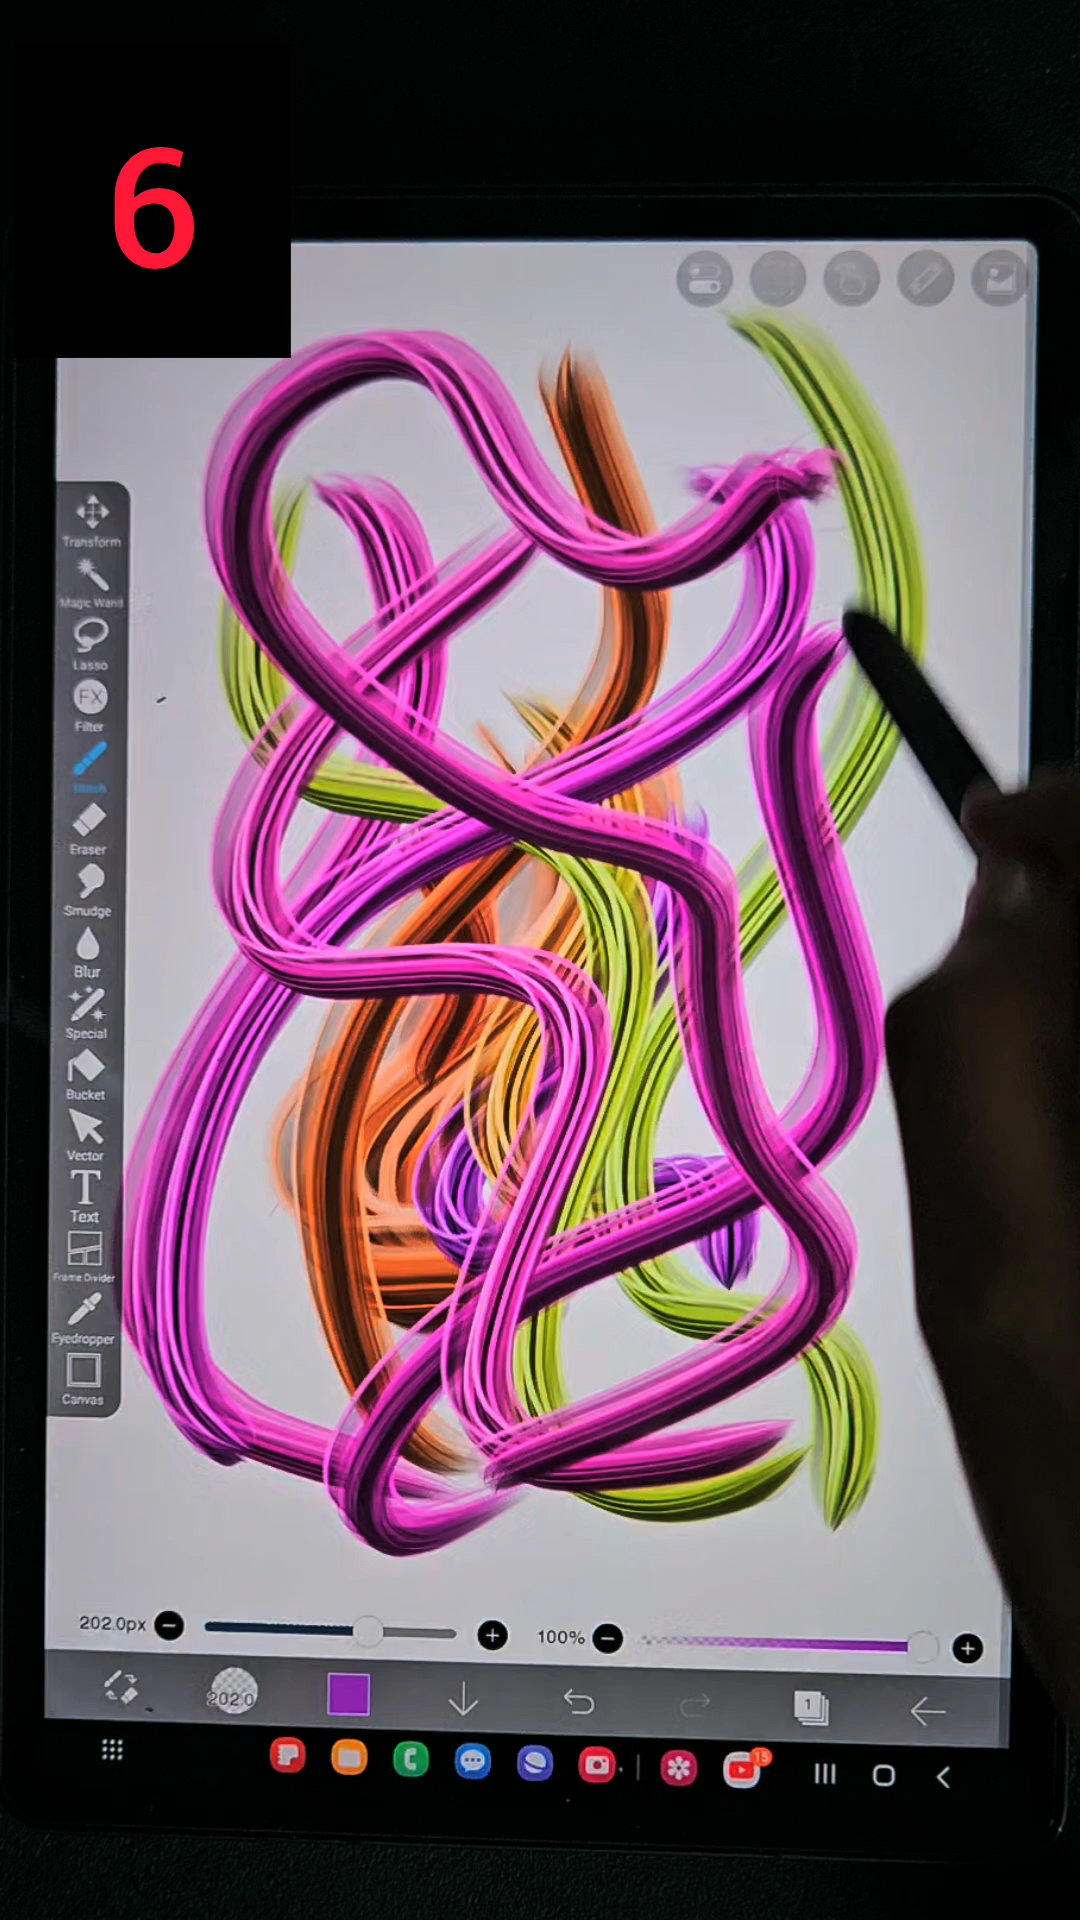 6
Transform
Magic Wand
Lasso
FX
Filter
Brush
Eraser
Smudge
Blur
Special
Bucket
Vector
T
Text
Frame Divider
Eyedropper
Canvas
202.0px
100%
202.0
1
15